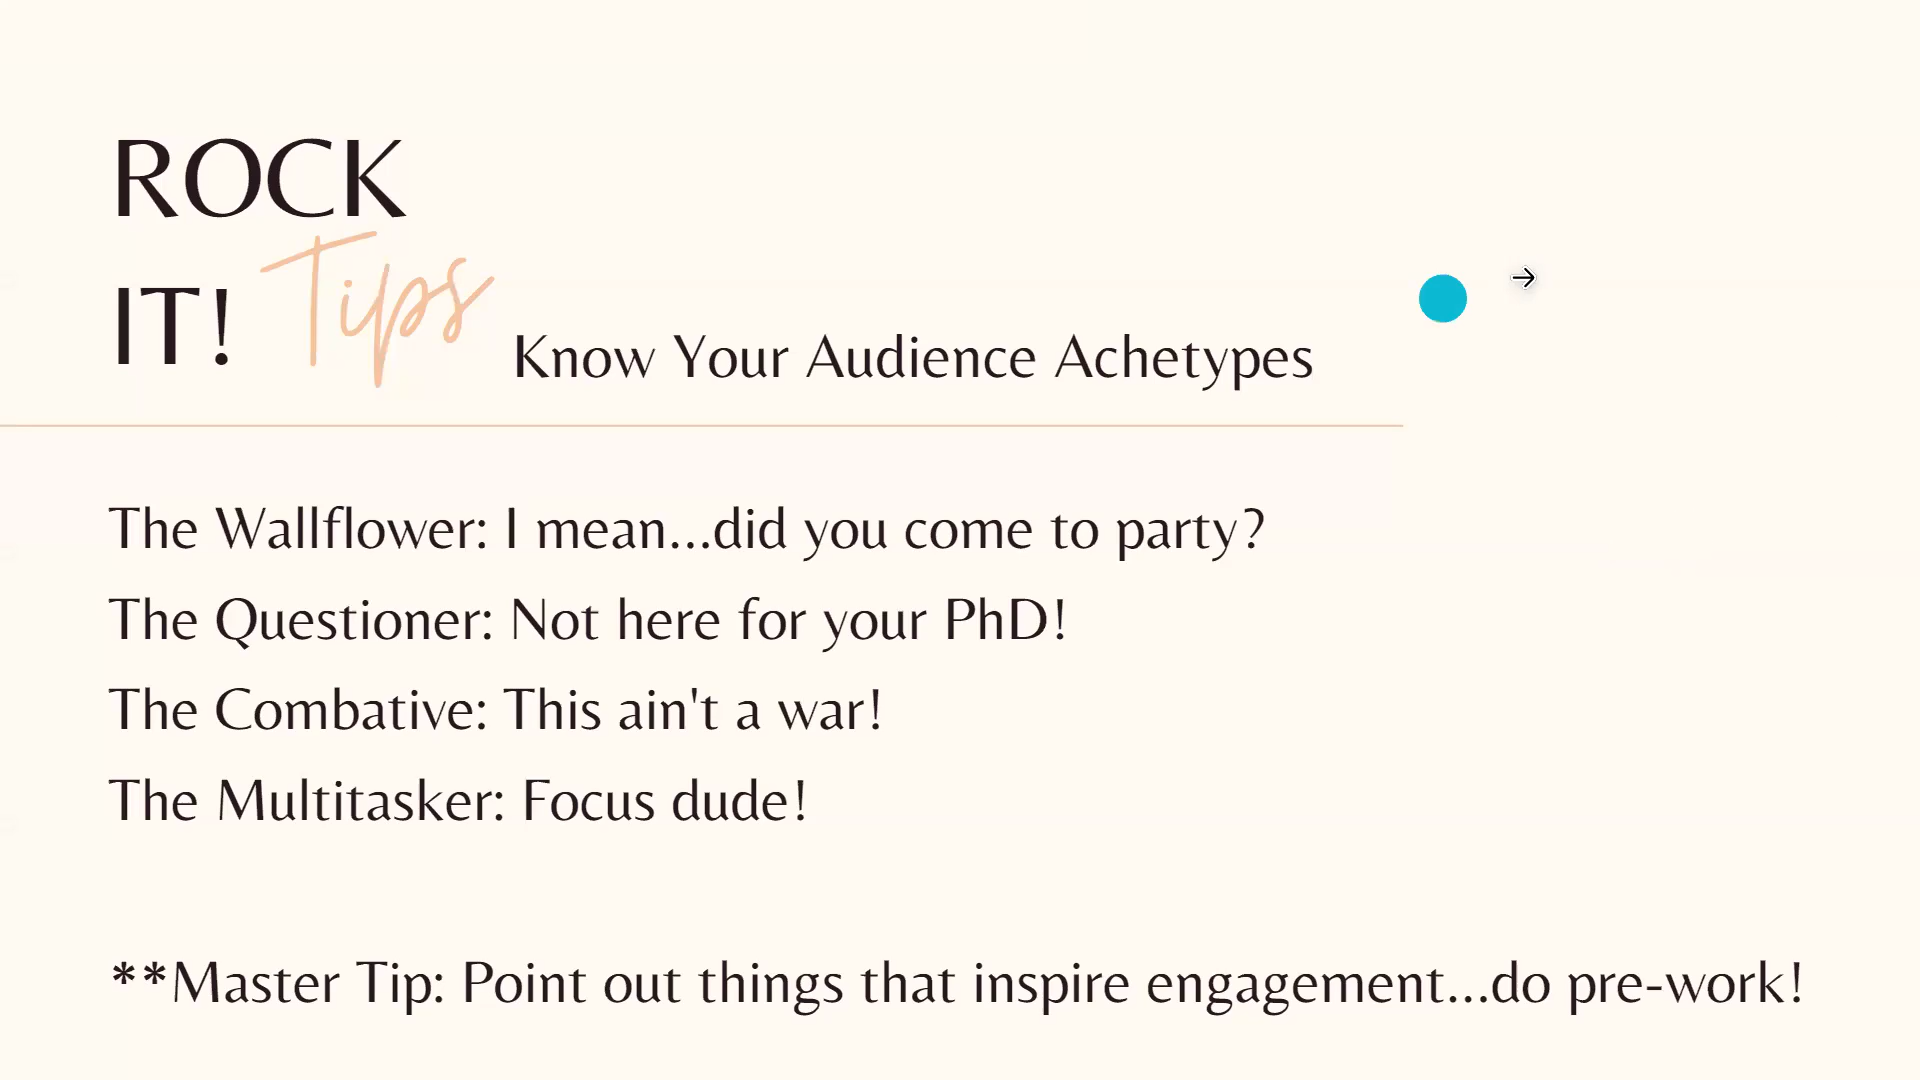 ROCK
IT! Tips
Know Your Audience Achetypes
The Wallflower: I mean...did you come to party?
The Questioner: Not here for your PhD!
The Combative: This ain't a war!
The Multitasker: Focus dude!
**Master Tip: Point out things that inspire engagement...do pre-work!